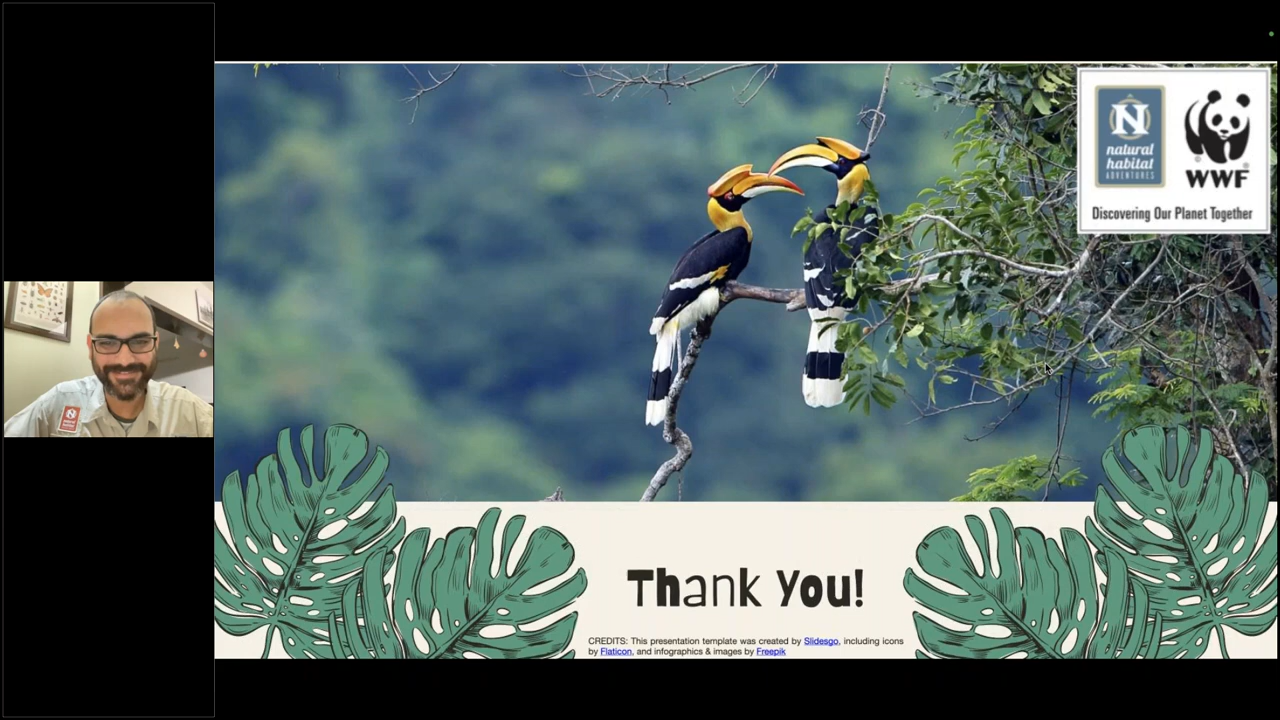 N
natural
habitat
ADVENTURES
WWF
Discovering Our Planet Together
Thank You!
CREDITS: This presentation template was created by Slidesgo, including icons
by Flaticon, and infographics & images by Freepik